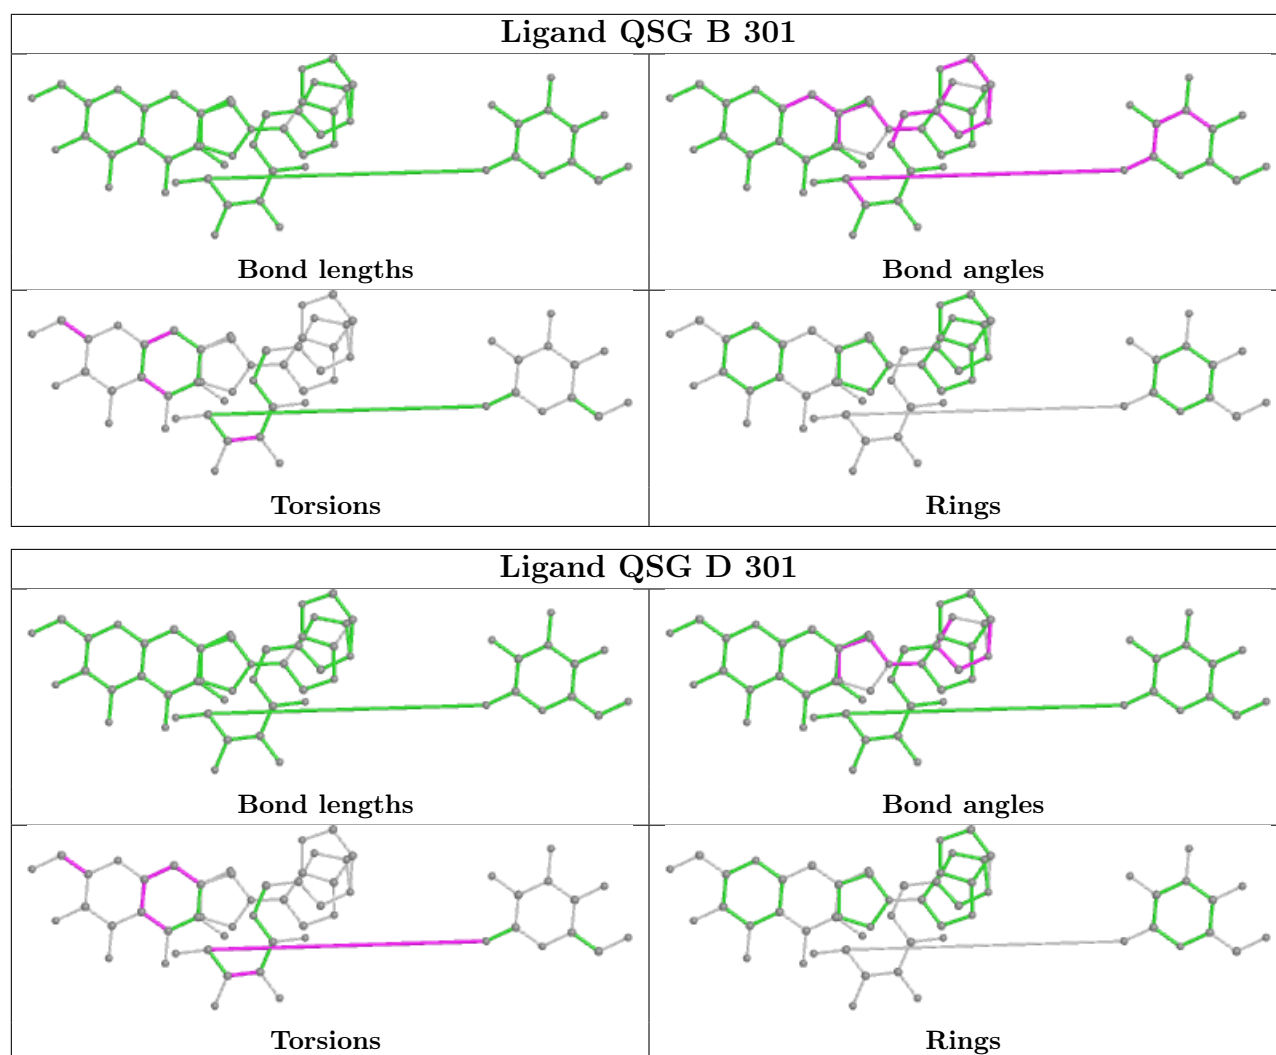 Ligand QSG B 301
Bond lengths
Bond angles
Torsions
Rings
Ligand QSG D 301
Bond lengths
Bond angles
Torsions
Rings